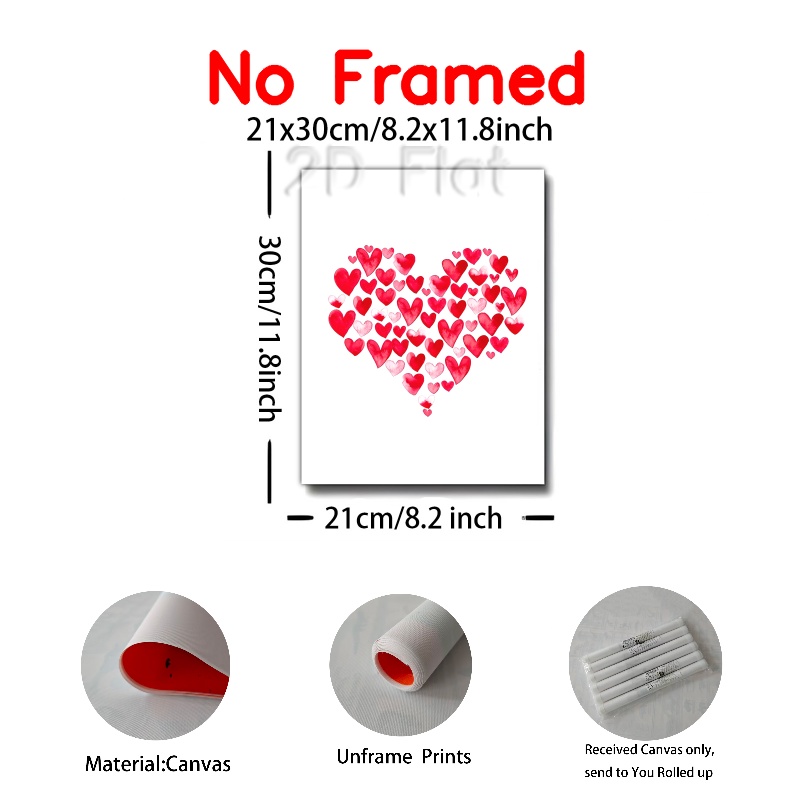 No Framed
21x30cm/8.2x11.8inch
2D Flat
30cm/11.8inch
21cm/8.2 inch
Material:Canvas
Unframe Prints
Received Canvas only,
send to You Rolled up